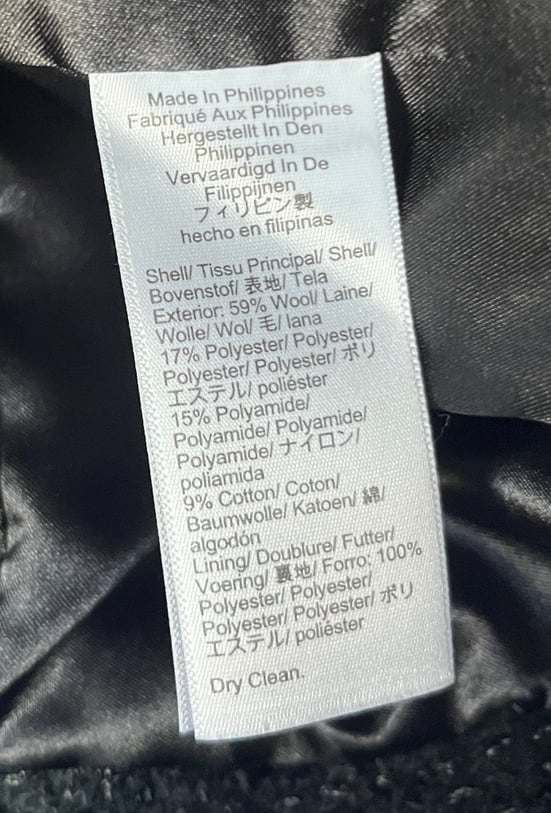 Made In Philippines
Fabriqué Aux Philippines
Hergestellt In Den
Philippinen
Vervaardigd In De
Filippijnen
フィリピン製
hecho en filipinas
Shell/ Tissu Principal/ Shell/
Bovenstof/ 表地/ Tela
Exterior: 59% Wool/ Laine/
Wolle/ Wol/ 毛/ lana
17% Polyester/ Polyester/
Polyester/ Polyester/ ポリ
エステル/ poliéster
15% Polyamide/
Polyamide/ Polyamide/
Polyamide/ ナイロン/
poliamida
9% Cotton/ Coton/
Baumwolle/ Katoen/ 綿/
algodón
Lining/ Doublure/ Futter/
Voering/ 裏地/ Forro: 100%
Polyester/ Polyester/
Polyester/ Polyester/ ポリ
エステル/ poliéster
Dry Clean.